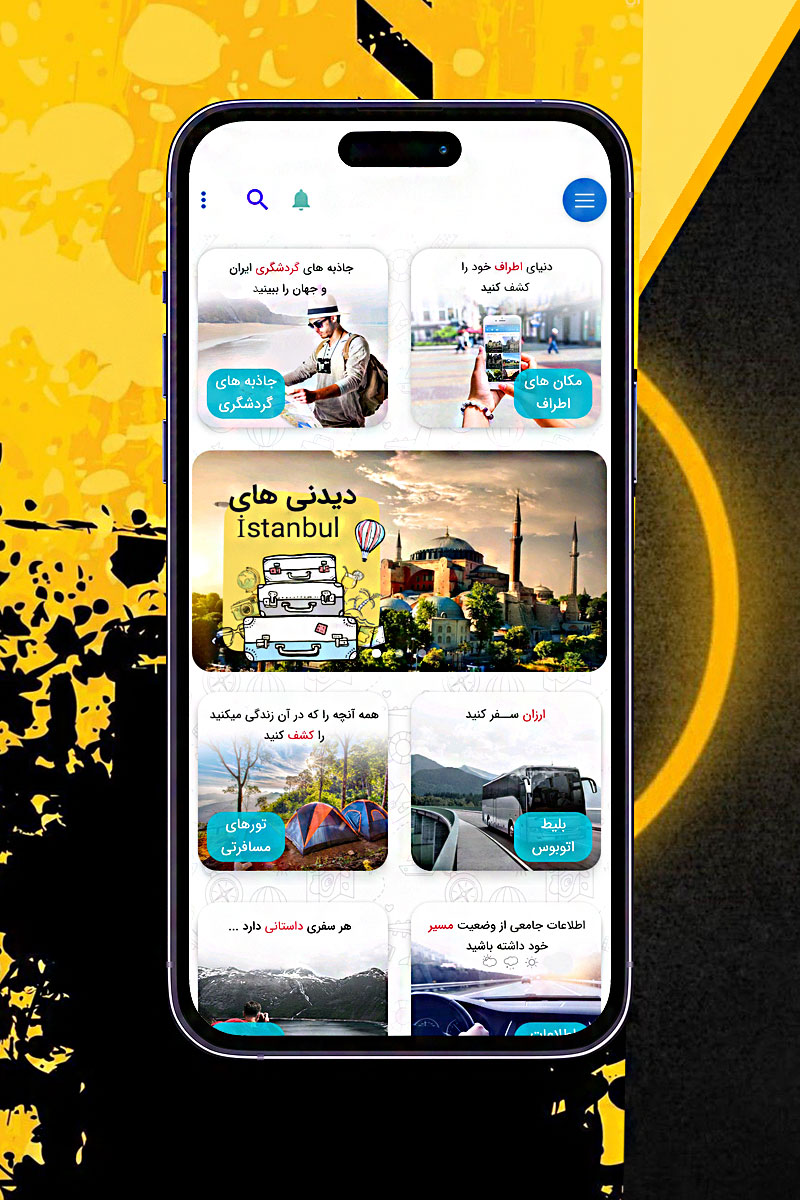 دنیای اطراف خود را
کشف کنید
مکان های
اطراف
جاذبه های گردشگری ایران
و جهان را ببینید
جاذبه های
گردشگری
دیدنی های
İstanbul
ارزان ســفر کنید
بلیط
اتوبوس
همه آنچه را که در آن زندگی میکنید
را کشف کنید
تورهای
مسافرتی
اطلاعات جامعی از وضعیت مسیر
خود داشته باشید
اطلاعات
هر سفری داستانی دارد ...